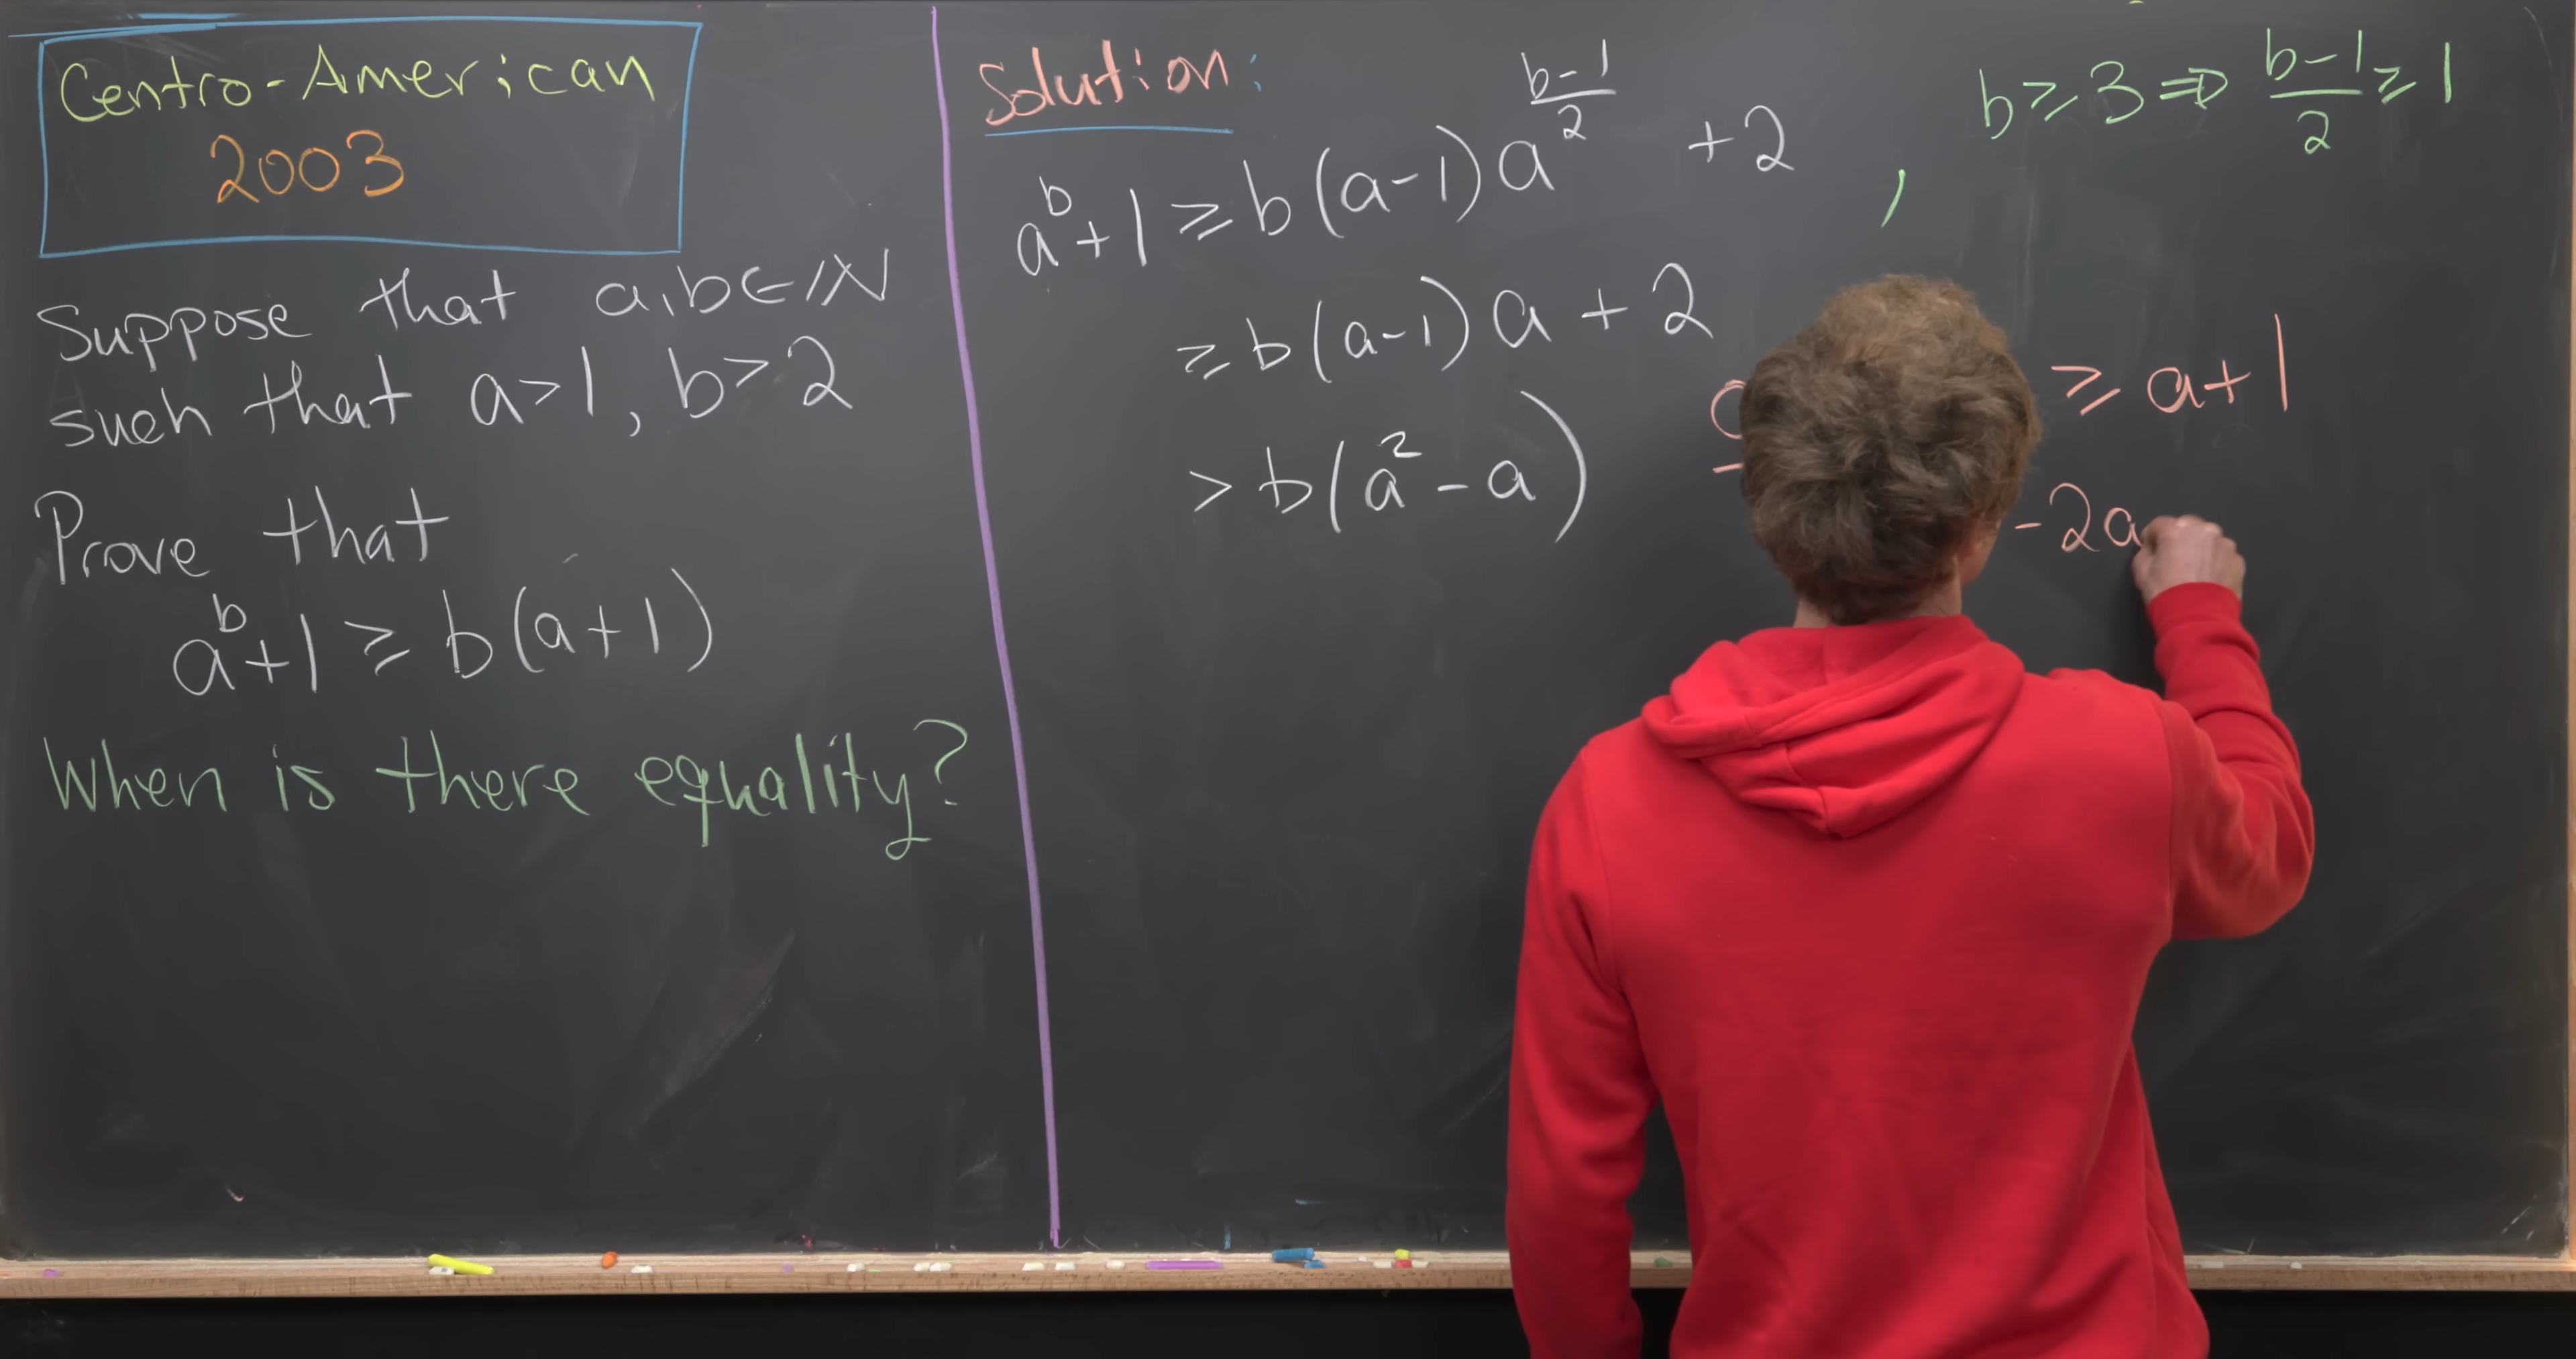 Centro-American
2003
Suppose that a,b∈ℕ
such that a>1, b>2
Prove that
a^b+1 ≥ b(a+1)
When is there equality?
Solution:
a^b+1 ≥ b(a-1)a^((b-1)/2) +2 , b≥3 ⇒ (b-1)/2 ≥ 1
≥ b(a-1)a+2
> b(a^2-a)
≥ a+1
-2a